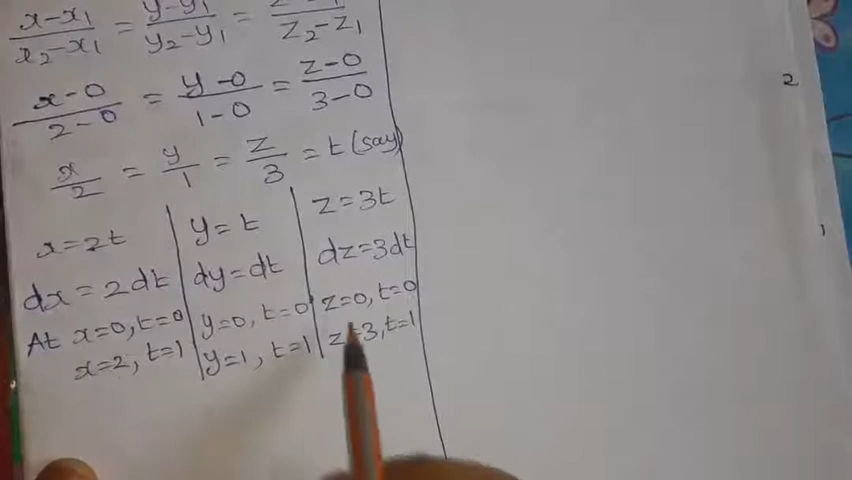 x-x₁/x₂-x₁ = y-y₁/y₂-y₁ = /z₂-z₁
x-0/2-0 = y-0/1-0 = z-0/3-0
x/2 = y/1 = z/3 = t (say)
x=2t | y=t | z=3t
dx=2dt | dy=dt | dz=3dt
At x=0, t=0 | y=0, t=0 | z=0, t=0
x=2, t=1 | y=1, t=1 | z=3, t=1
2
1